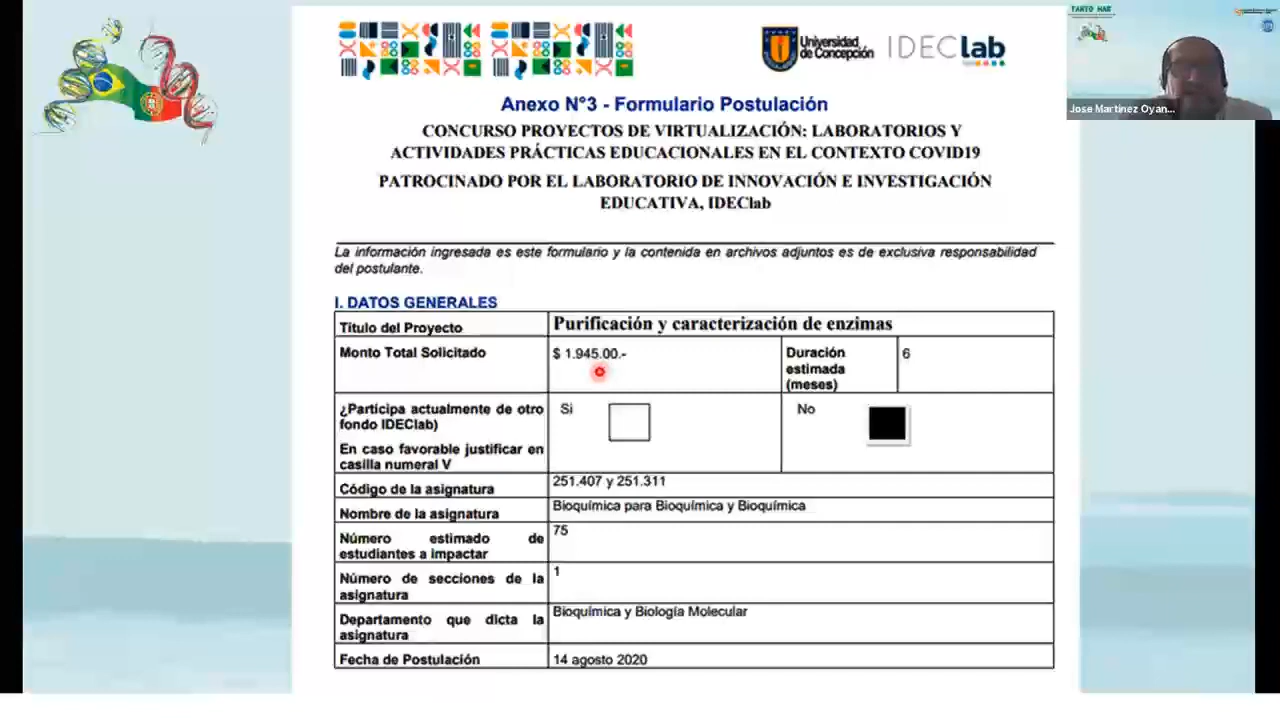 Universidad
de Concepción
IDEClab
TANTO MAR
Jose Martínez Oyan...
Anexo N°3 - Formulario Postulación
CONCURSO PROYECTOS DE VIRTUALIZACIÓN: LABORATORIOS Y
ACTIVIDADES PRÁCTICAS EDUCACIONALES EN EL CONTEXTO COVID19
PATROCINADO POR EL LABORATORIO DE INNOVACIÓN E INVESTIGACIÓN
EDUCATIVA, IDEClab
La información ingresada es este formulario y la contenida en archivos adjuntos es de exclusiva responsabilidad
del postulante.
I. DATOS GENERALES
Título del Proyecto
Purificación y caracterización de enzimas
Monto Total Solicitado
$ 1.945.00.-
Duración
estimada
(meses)
6
¿Participa actualmente de otro
fondo IDEClab)
En caso favorable justificar en
casilla numeral V
Si
No
Código de la asignatura
251.407 y 251.311
Nombre de la asignatura
Bioquímica para Bioquímica y Bioquímica
Número estimado de
estudiantes a impactar
75
Número de secciones de la
asignatura
1
Departamento que dicta la
asignatura
Bioquímica y Biología Molecular
Fecha de Postulación
14 agosto 2020